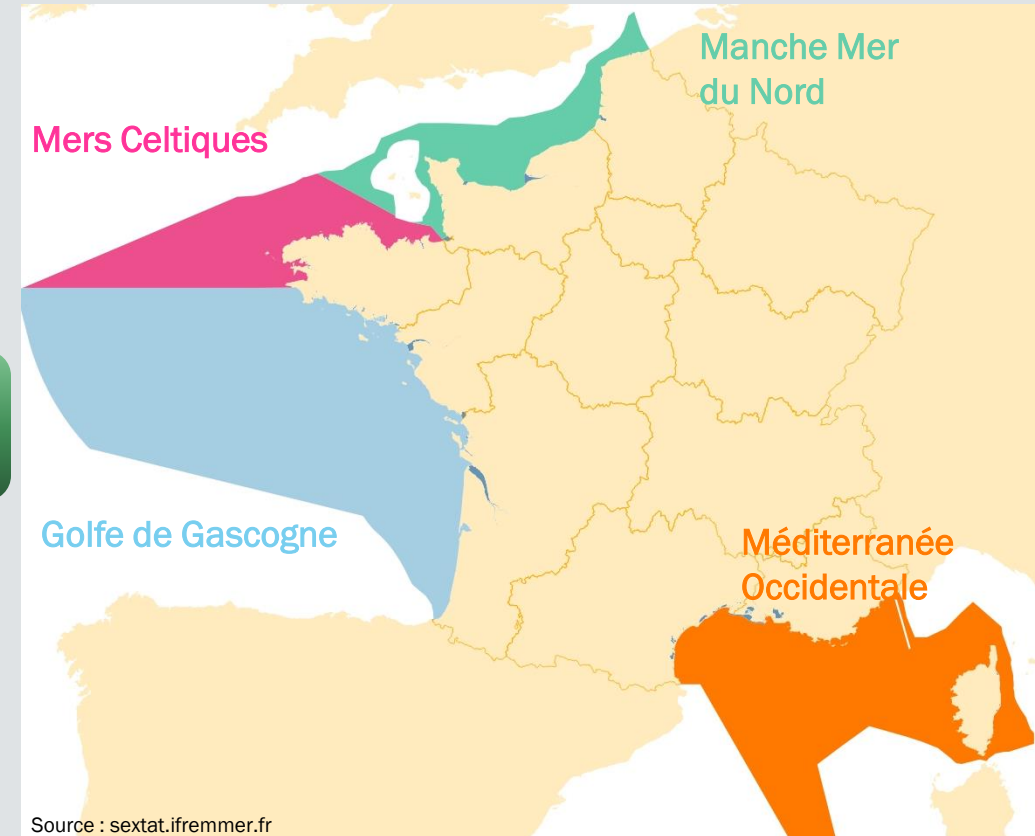 Manche Mer
du Nord
Mers Celtiques
Golfe de Gascogne
Méditerranée
Occidentale
Source : sextat.ifremmer.fr